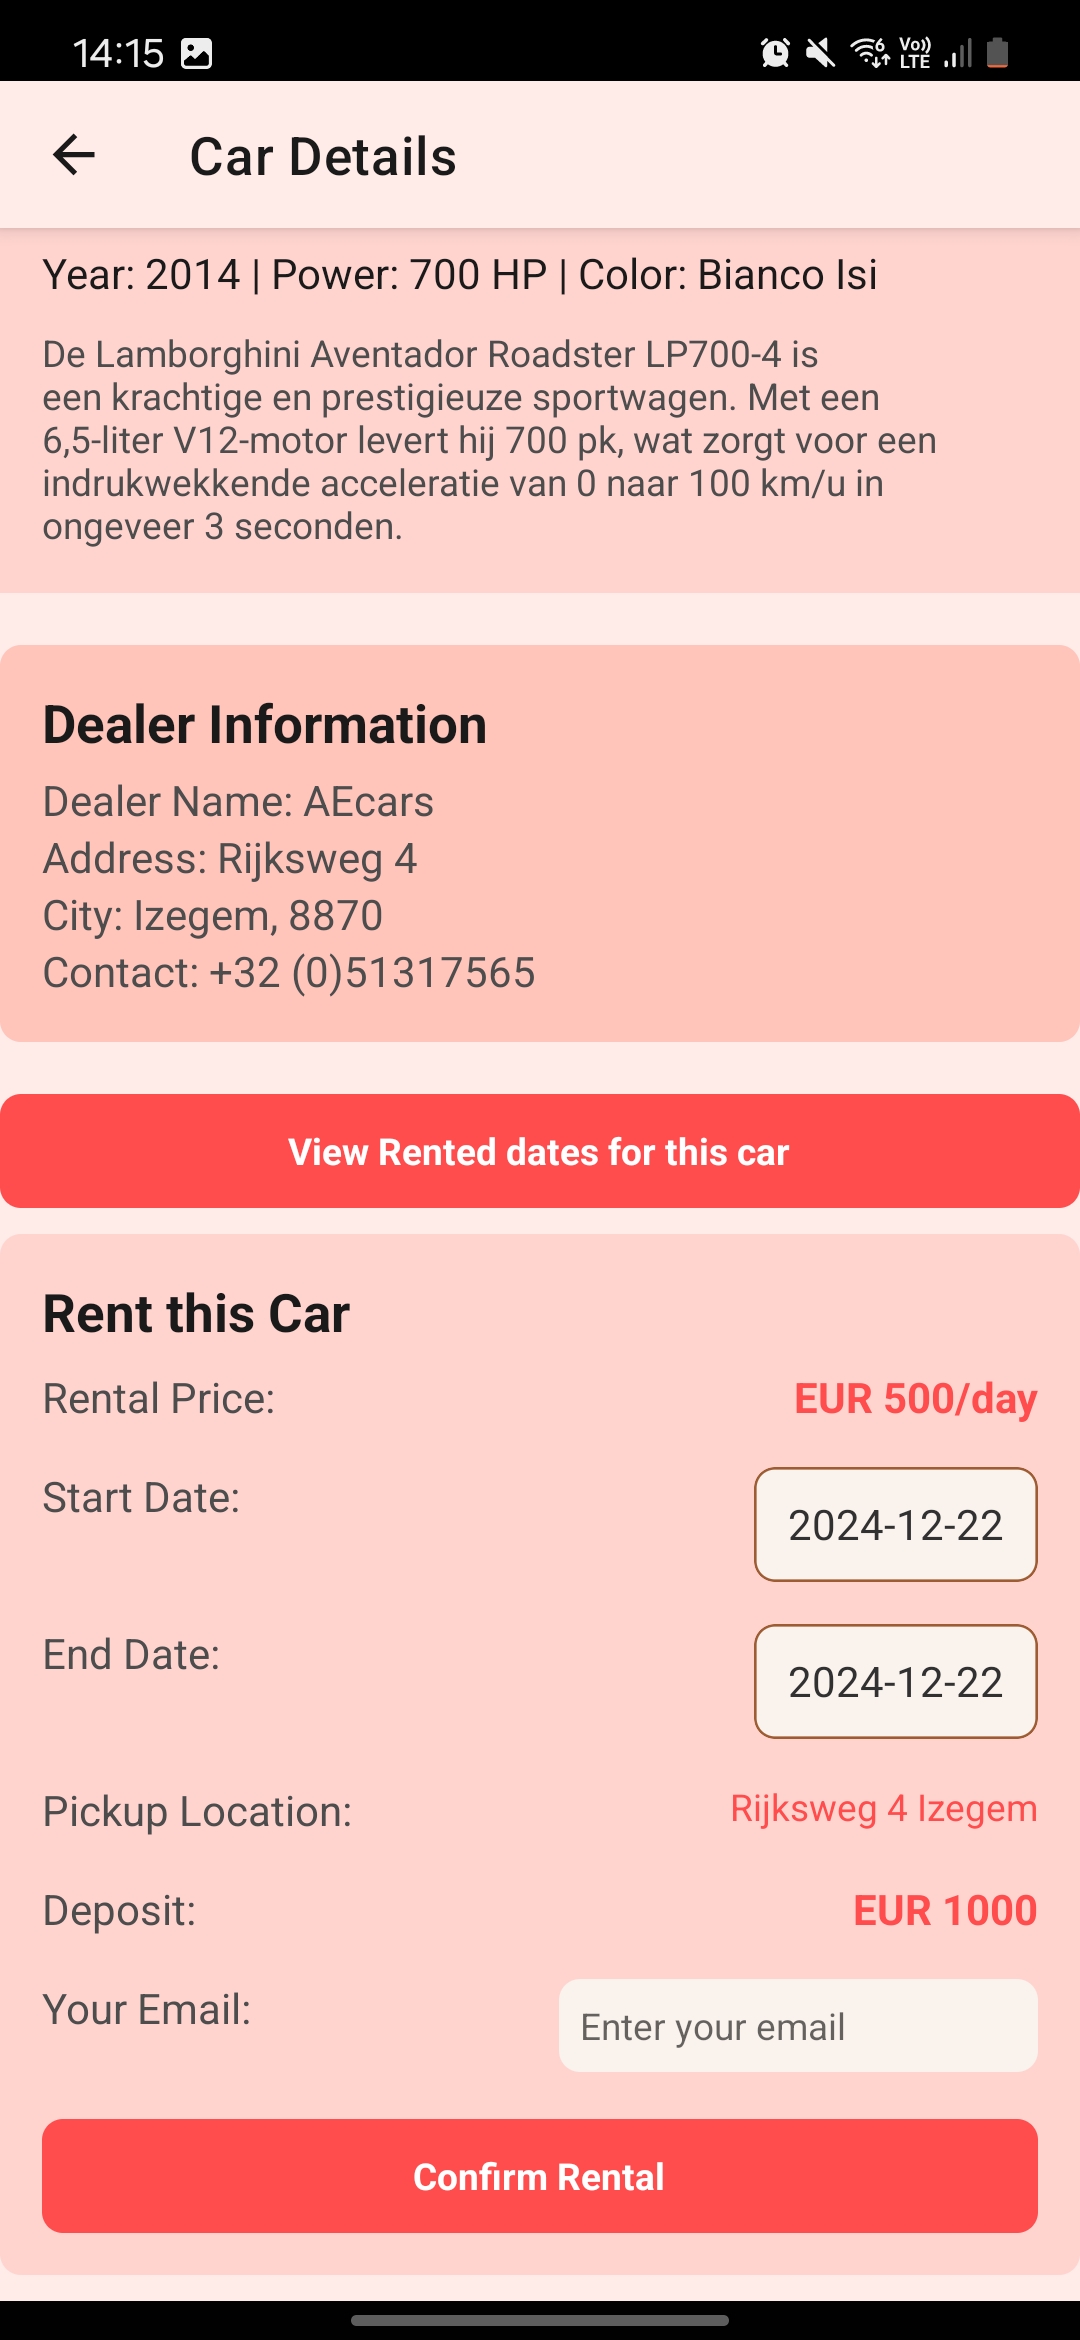 14:15
6
Vo))
LTE
Car Details
Year: 2014 | Power: 700 HP | Color: Bianco Isi
De Lamborghini Aventador Roadster LP700-4 is
een krachtige en prestigieuze sportwagen. Met een
6,5-liter V12-motor levert hij 700 pk, wat zorgt voor een
indrukwekkende acceleratie van 0 naar 100 km/u in
ongeveer 3 seconden.
Dealer Information
Dealer Name: AEcars
Address: Rijksweg 4
City: Izegem, 8870
Contact: +32 (0)51317565
View Rented dates for this car
Rent this Car
Rental Price: EUR 500/day
Start Date: 2024-12-22
End Date: 2024-12-22
Pickup Location: Rijksweg 4 Izegem
Deposit: EUR 1000
Your Email: Enter your email
Confirm Rental